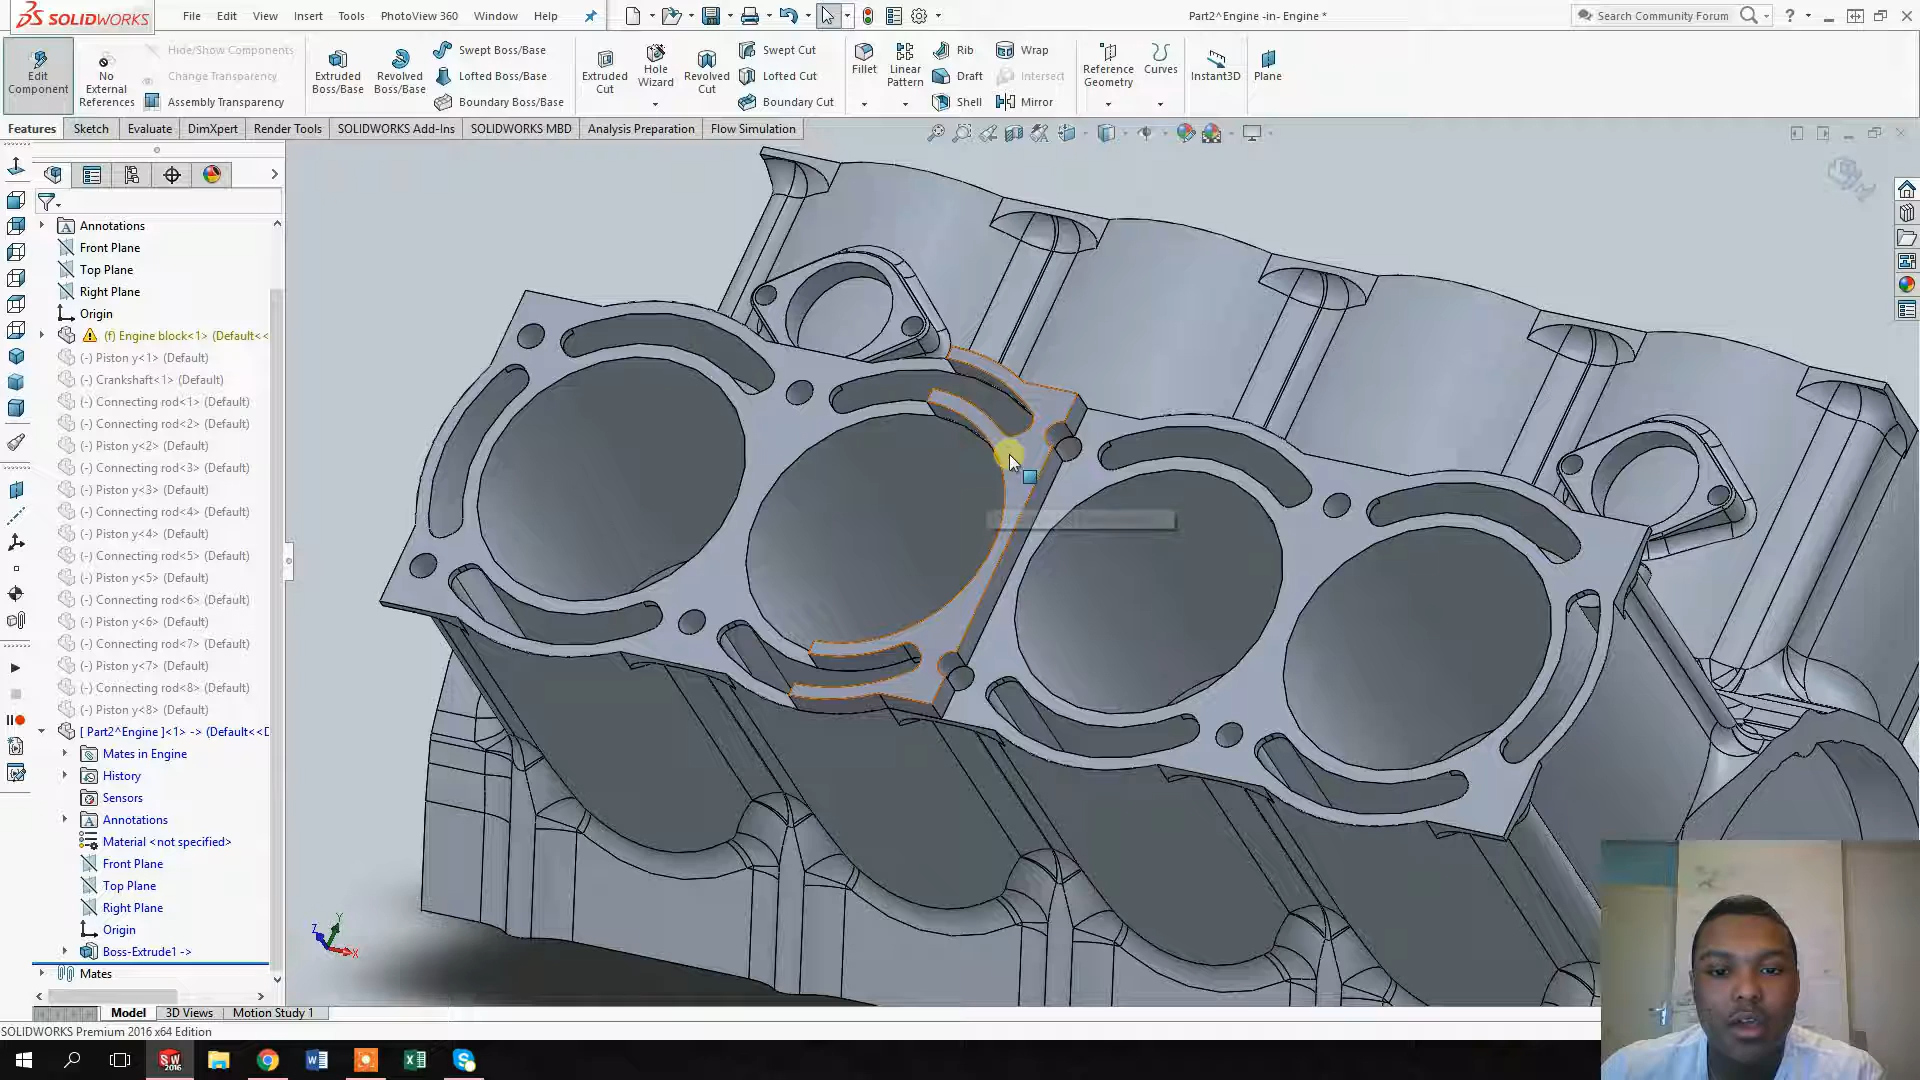 SOLIDWORKS
File Edit View Insert Tools PhotoView 360 Window Help
Part2^Engine -in- Engine *
Search Community Forum
Edit Component
No External References
Hide/Show Components
Change Transparency
Assembly Transparency
Extruded Boss/Base
Revolved Boss/Base
Swept Boss/Base
Lofted Boss/Base
Boundary Boss/Base
Extruded Cut
Hole Wizard
Revolved Cut
Swept Cut
Lofted Cut
Boundary Cut
Fillet
Linear Pattern
Rib
Draft
Shell
Wrap
Intersect
Mirror
Reference Geometry
Curves
Instant3D
Plane
Features Sketch Evaluate DimXpert Render Tools SOLIDWORKS Add-Ins SOLIDWORKS MBD Analysis Preparation Flow Simulation
Annotations
Front Plane
Top Plane
Right Plane
Origin
(f) Engine block<1> (Default<<
(-) Piston y<1> (Default)
(-) Crankshaft<1> (Default)
(-) Connecting rod<1> (Default)
(-) Connecting rod<2> (Default)
(-) Piston y<2> (Default)
(-) Connecting rod<3> (Default)
(-) Piston y<3> (Default)
(-) Connecting rod<4> (Default)
(-) Piston y<4> (Default)
(-) Connecting rod<5> (Default)
(-) Piston y<5> (Default)
(-) Connecting rod<6> (Default)
(-) Piston y<6> (Default)
(-) Connecting rod<7> (Default)
(-) Piston y<7> (Default)
(-) Connecting rod<8> (Default)
(-) Piston y<8> (Default)
[ Part2^Engine ]<1> -> (Default<<D
Mates in Engine
History
Sensors
Annotations
Material <not specified>
Front Plane
Top Plane
Right Plane
Origin
Boss-Extrude1 ->
Mates
Z Y X
Model 3D Views Motion Study 1
SOLIDWORKS Premium 2016 x64 Edition
SW 2016